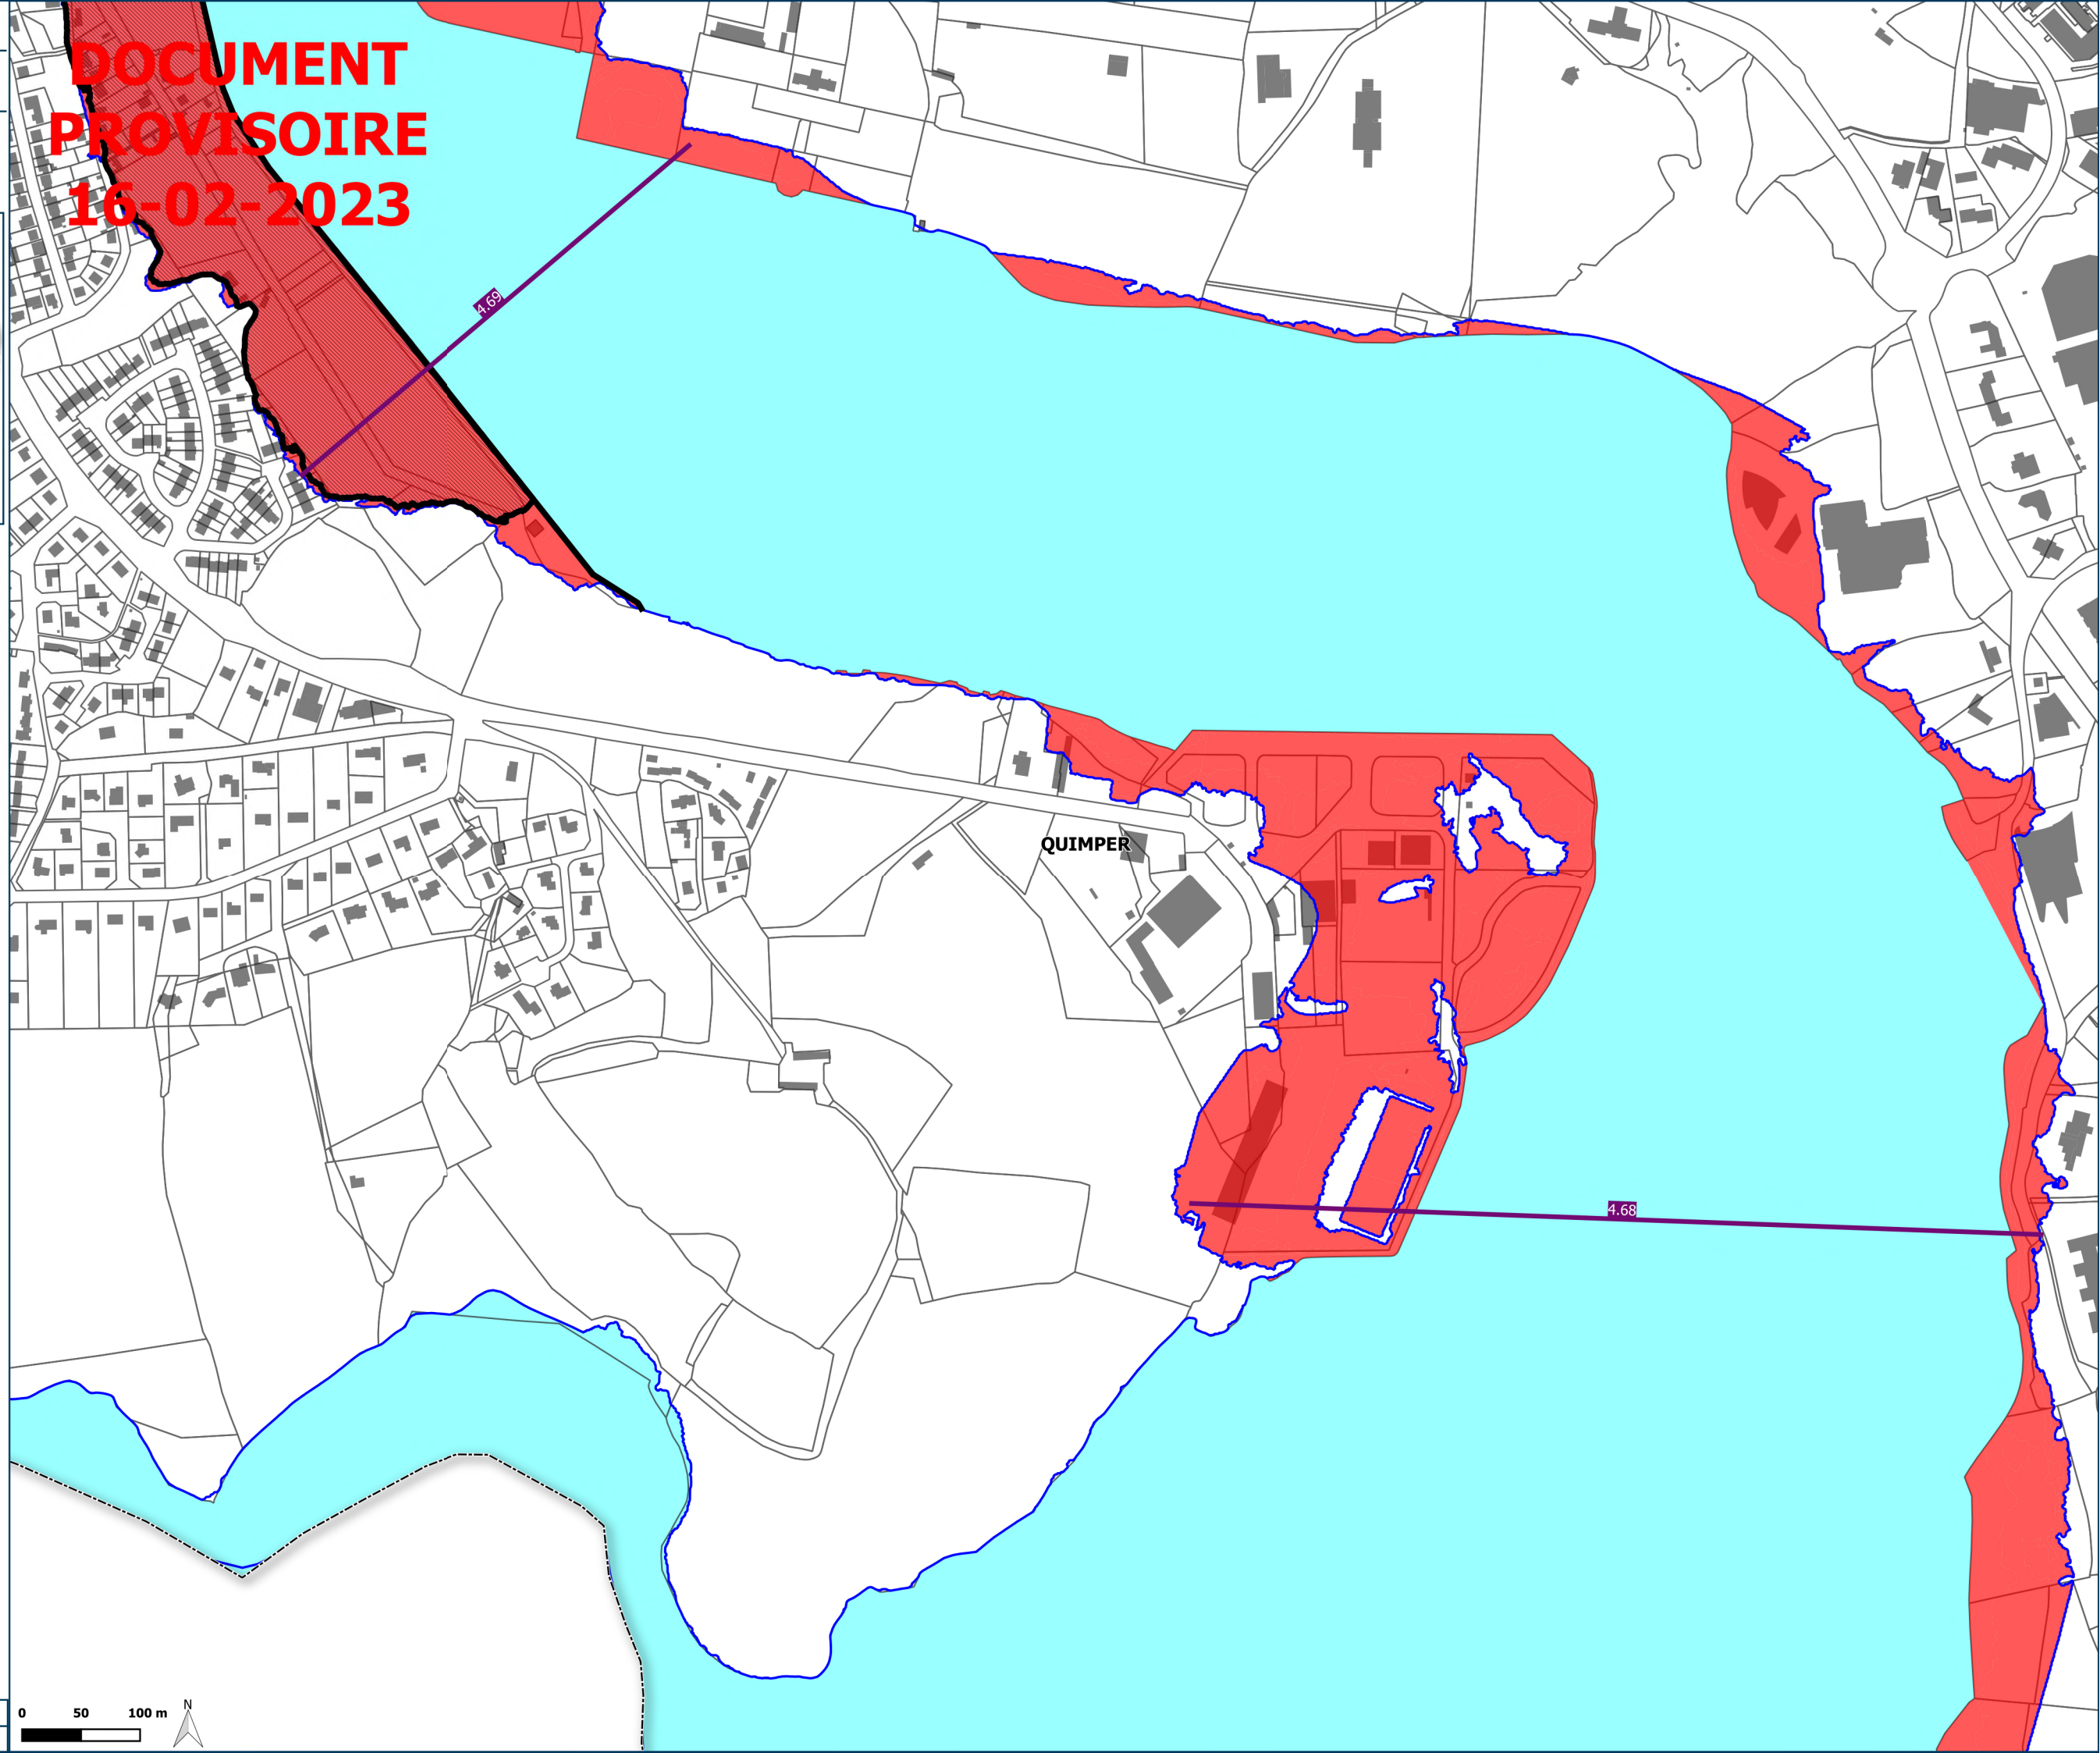 DOCUMENT
PROVISOIRE
16-02-2023
4.69
QUIMPER
4.68
0 50 100 m
N